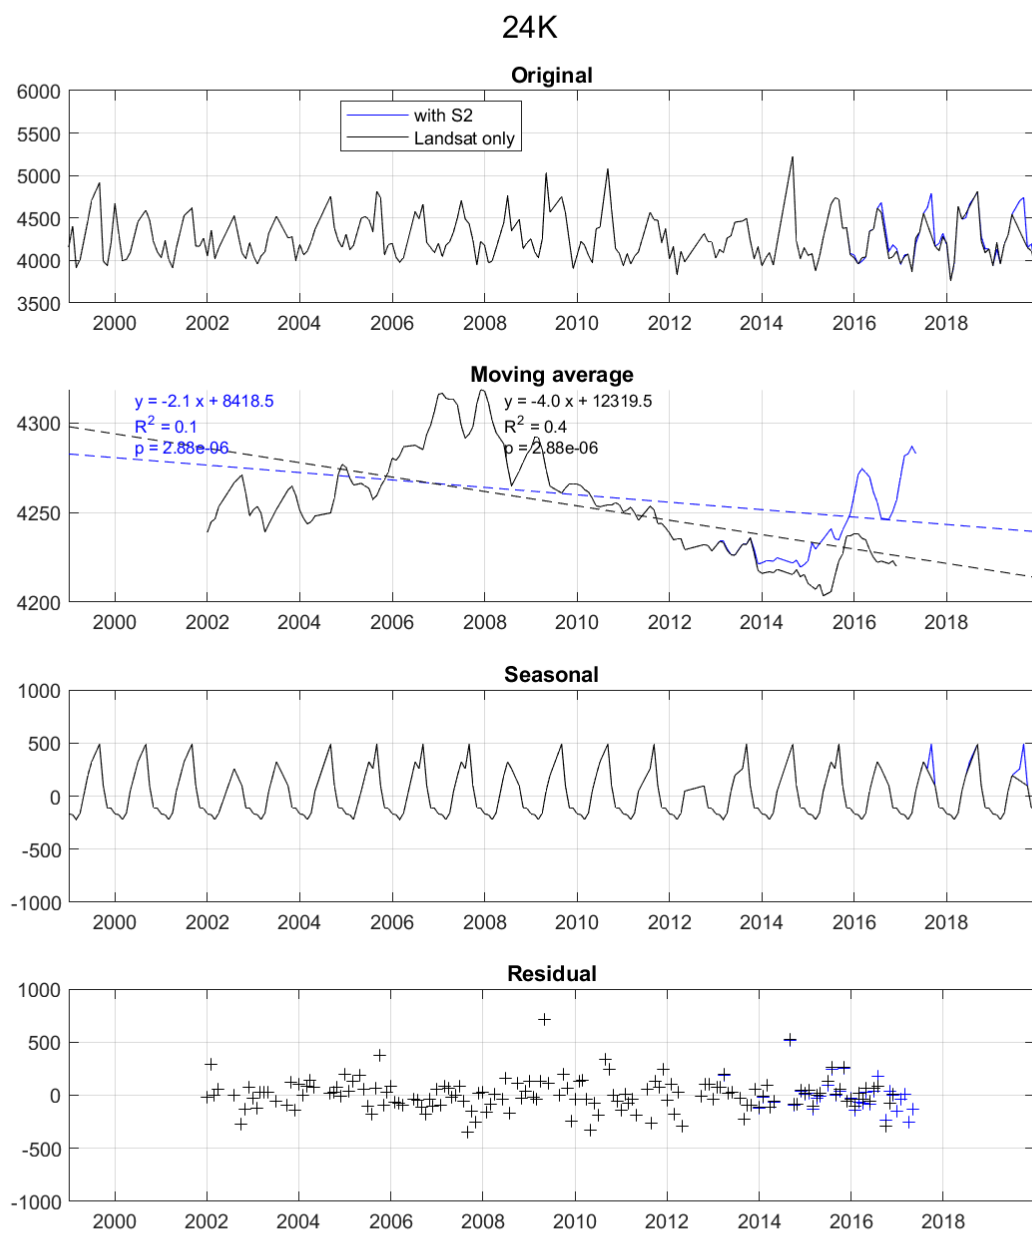 24K
Original
6000
5500
5000
4500
4000
3500
with S2
Landsat only
2000 2002 2004 2006 2008 2010 2012 2014 2016 2018
Moving average
4300
4250
4200
y = -2.1 x + 8418.5
R² = 0.1
p = 2.88e-06
y = -4.0 x + 12319.5
R² = 0.4
p = 2.88e-06
2000 2002 2004 2006 2008 2010 2012 2014 2016 2018
Seasonal
1000
500
0
-500
-1000
2000 2002 2004 2006 2008 2010 2012 2014 2016 2018
Residual
1000
500
0
-500
-1000
2000 2002 2004 2006 2008 2010 2012 2014 2016 2018